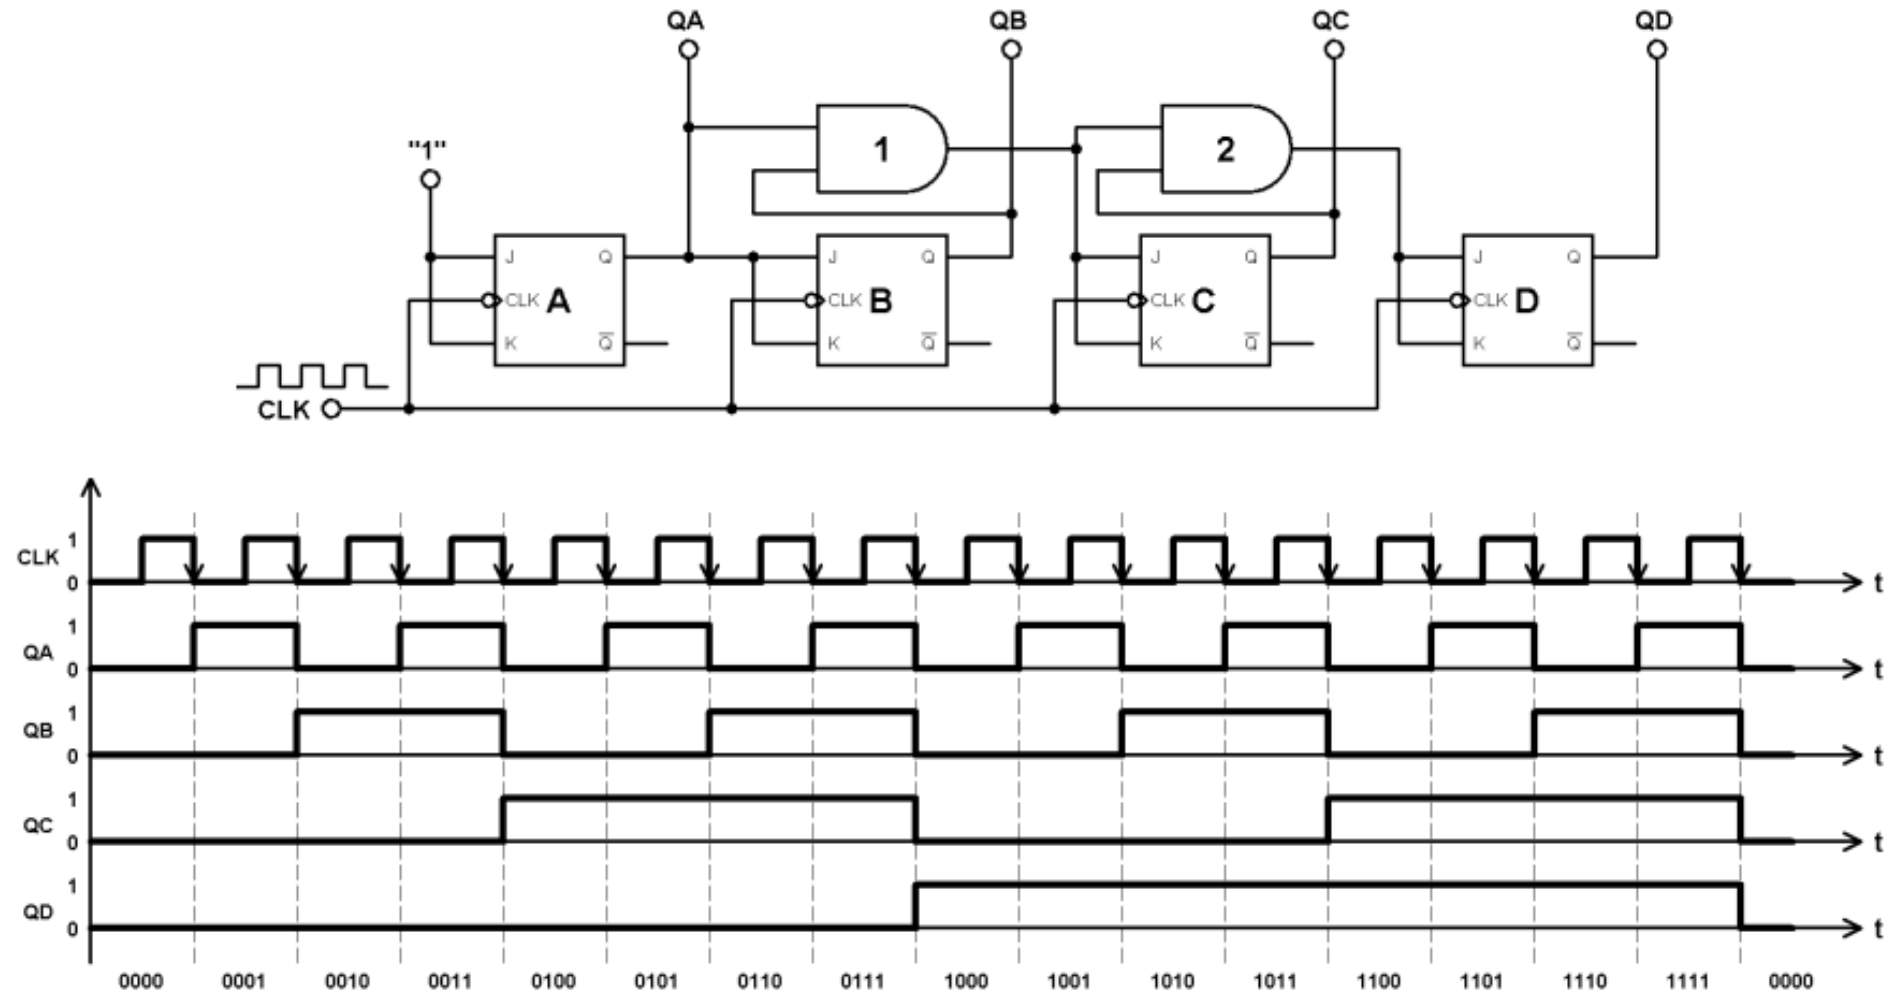 QA QB QC QD
"1"
1 2
J Q J Q J Q J Q
CLK A CLK B CLK C CLK D
K Q̅ K Q̅ K Q̅ K Q̅
CLK
CLK 1 0 t
QA 1 0 t
QB 1 0 t
QC 1 0 t
QD 1 0 t
0000 0001 0010 0011 0100 0101 0110 0111 1000 1001 1010 1011 1100 1101 1110 1111 0000